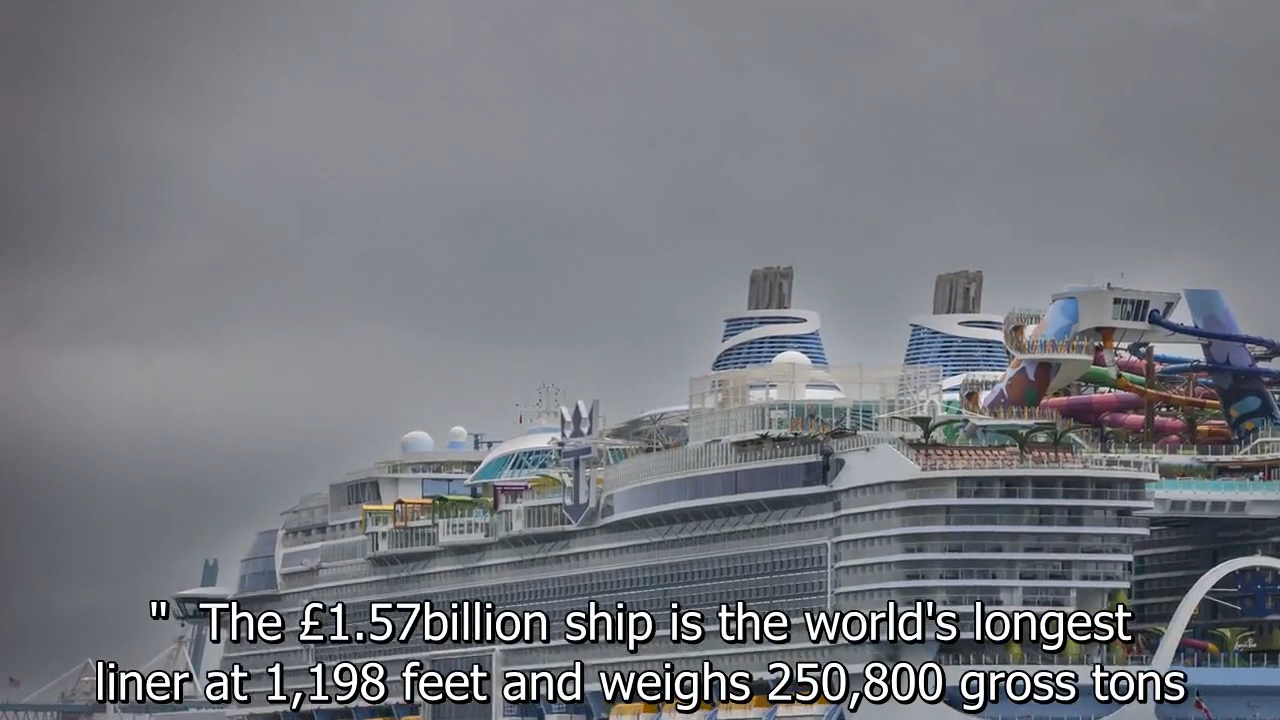 " The £1.57billion ship is the world's longest
liner at 1,198 feet and weighs 250,800 gross tons